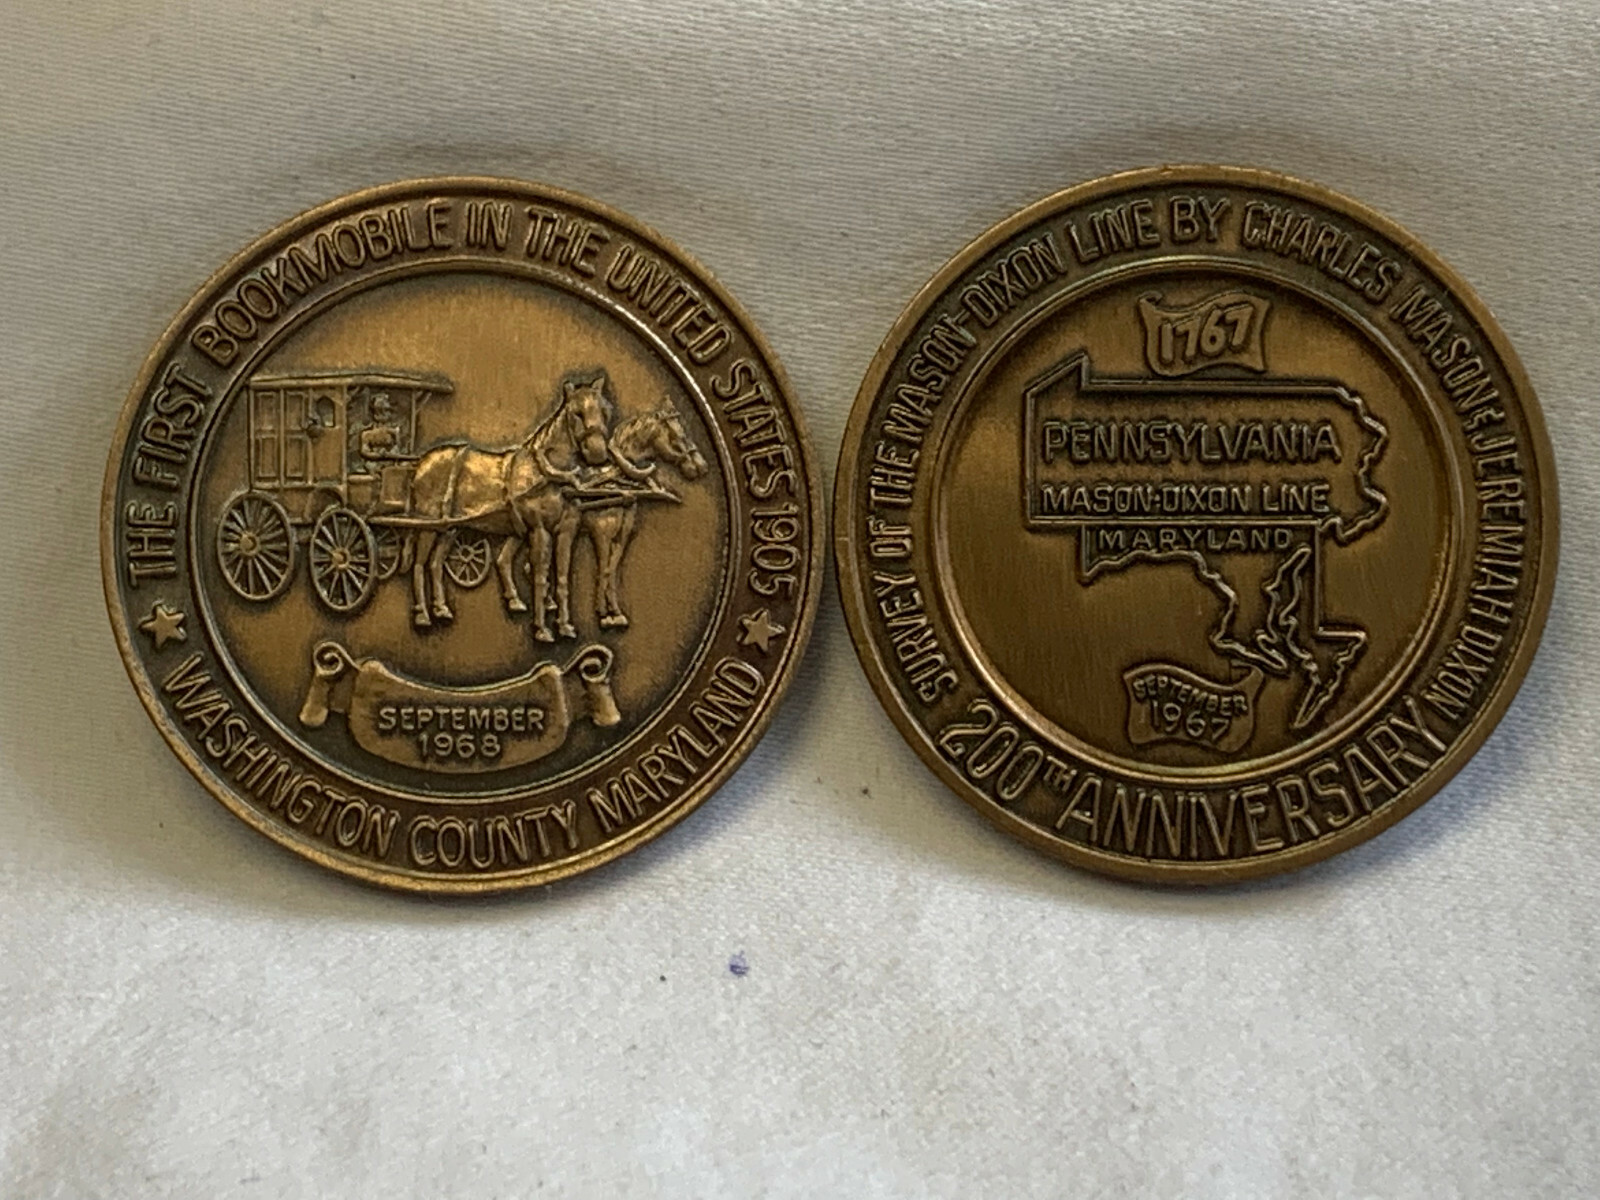 THE FIRST BOOKMOBILE IN THE UNITED STATES 1905
SEPTEMBER
1968
WASHINGTON COUNTY MARYLAND
SURVEY OF THE MASON-DIXON LINE BY CHARLES MASON & JEREMIAH DIXON
1767
PENNSYLVANIA
MASON-DIXON LINE
MARYLAND
SEPTEMBER
1967
200TH ANNIVERSARY